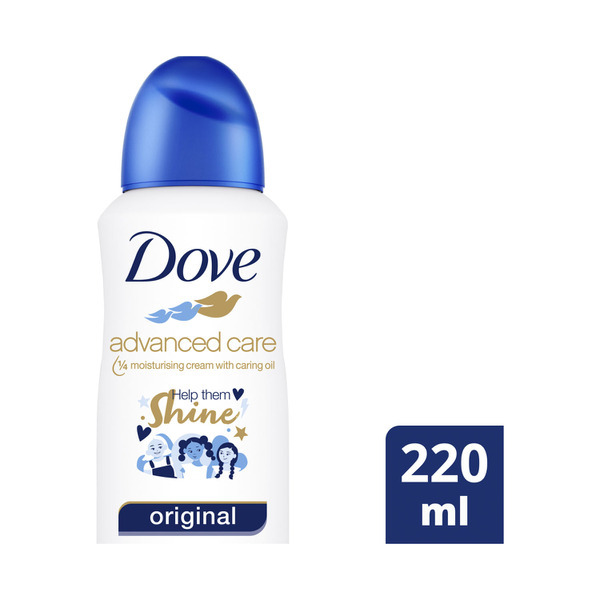 Dove
advanced care
¼ moisturising cream with caring oil
Help them
Shine
original
220
ml